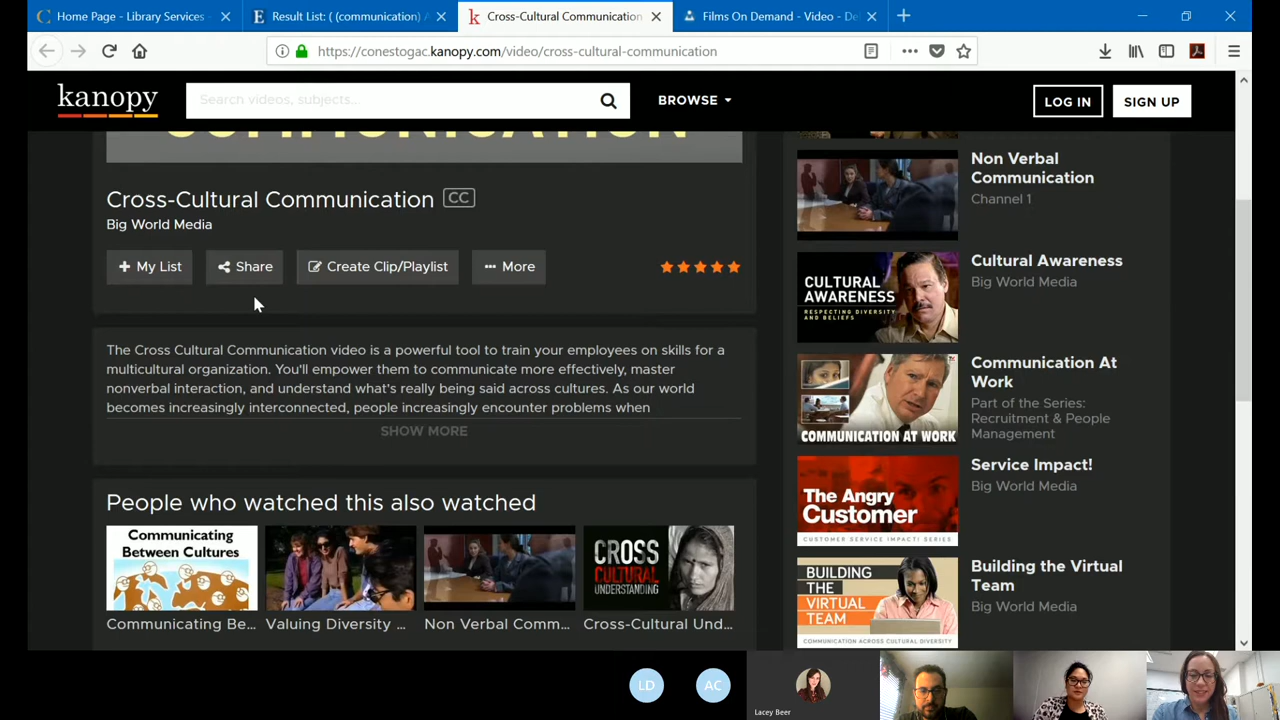 Home Page - Library Services -
Result List: ( (communication) A
Cross-Cultural Communication
Films On Demand - Video - De
https://conestogac.kanopy.com/video/cross-cultural-communication
kanopy
Search videos, subjects...
BROWSE
LOG IN
SIGN UP
COMMUNICATION
Cross-Cultural Communication CC
Big World Media
My List
Share
Create Clip/Playlist
More
The Cross Cultural Communication video is a powerful tool to train your employees on skills for a
multicultural organization. You'll empower them to communicate more effectively, master
nonverbal interaction, and understand what's really being said across cultures. As our world
becomes increasingly interconnected, people increasingly encounter problems when
SHOW MORE
People who watched this also watched
Communicating
Between Cultures
CROSS
CULTURAL
UNDERSTANDING
Communicating Be...
Valuing Diversity ...
Non Verbal Comm...
Cross-Cultural Und...
Non Verbal
Communication
Channel 1
CULTURAL
AWARENESS
RESPECTING DIVERSITY
AND BELIEFS
Cultural Awareness
Big World Media
COMMUNICATION AT WORK
Communication At
Work
Part of the Series:
Recruitment & People
Management
The Angry
Customer
CUSTOMER SERVICE IMPACT! SERIES
Service Impact!
Big World Media
BUILDING
THE
VIRTUAL
TEAM
COMMUNICATION ACROSS CULTURAL DIVERSITY
Building the Virtual
Team
Big World Media
LD
AC
Lacey Beer